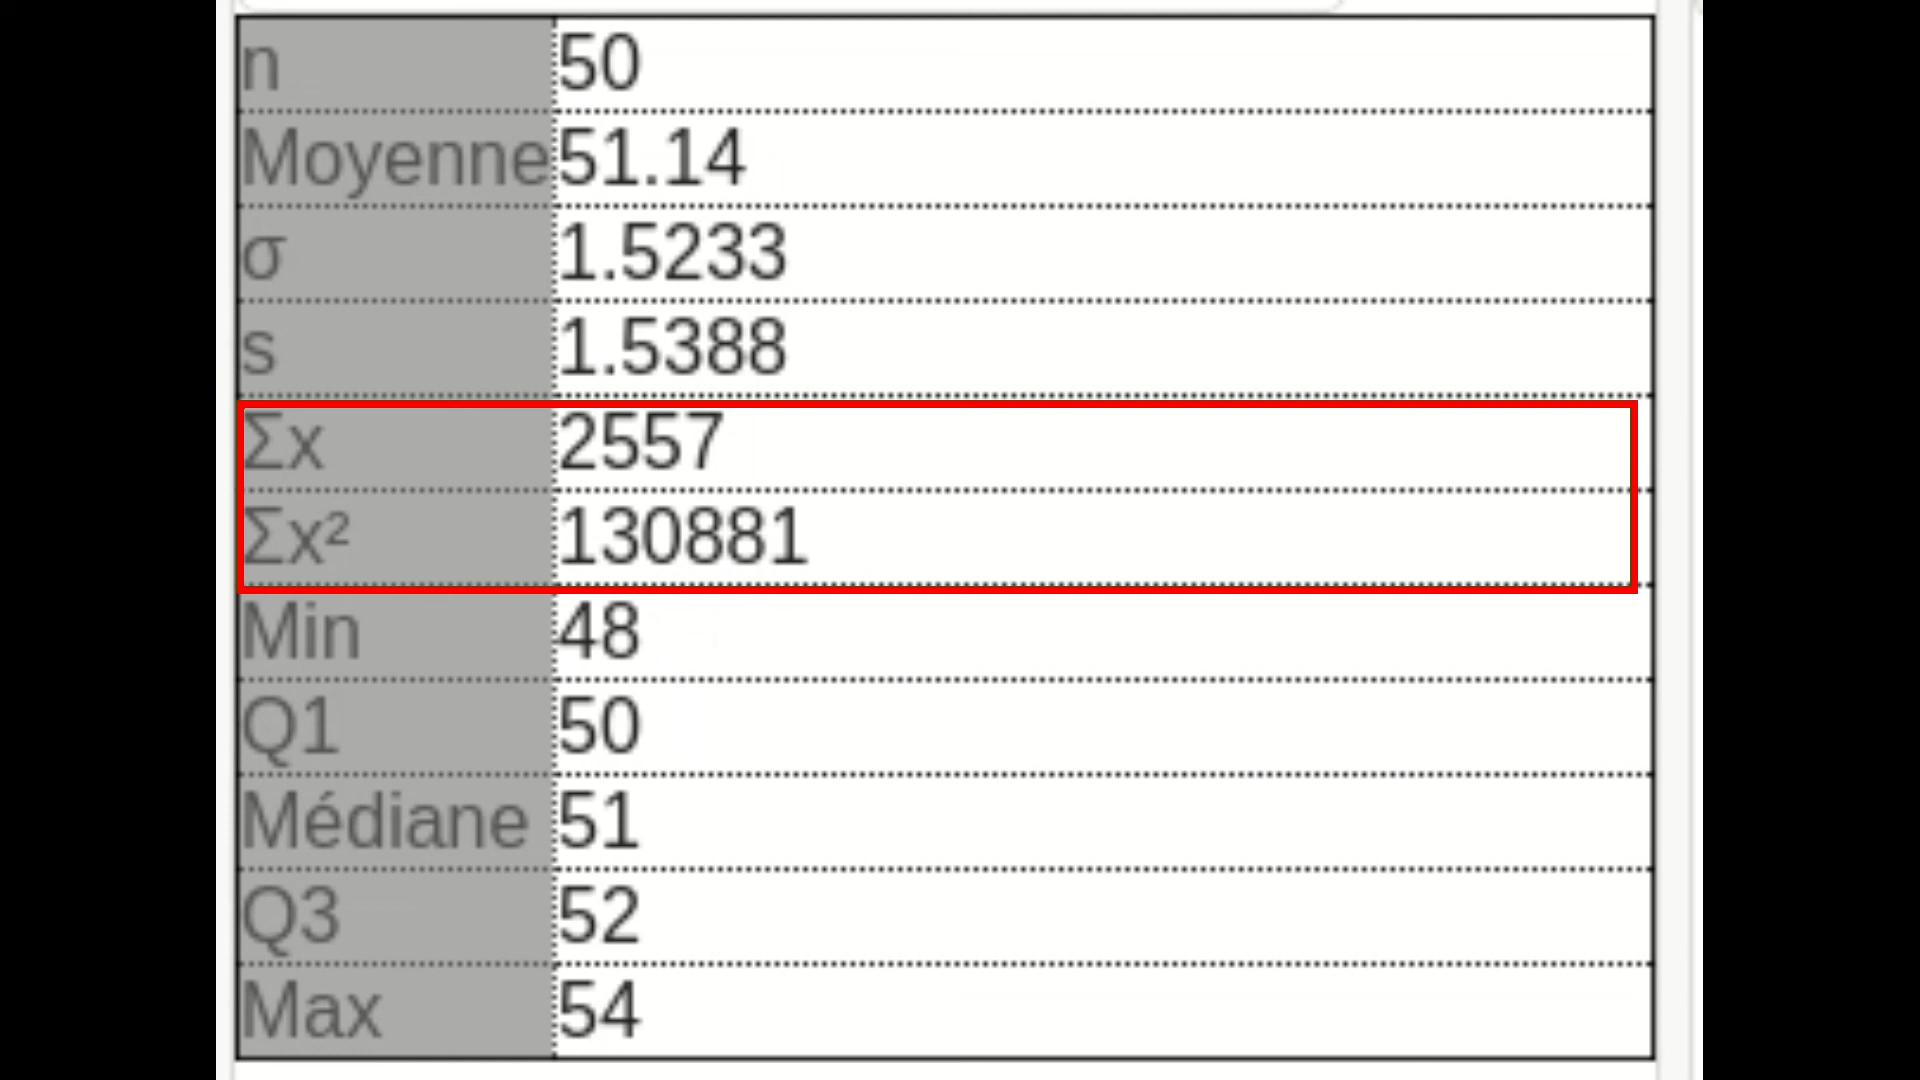 n 50
Moyenne 51.14
σ 1.5233
s 1.5388
Σx 2557
Σx² 130881
Min 48
Q1 50
Médiane 51
Q3 52
Max 54